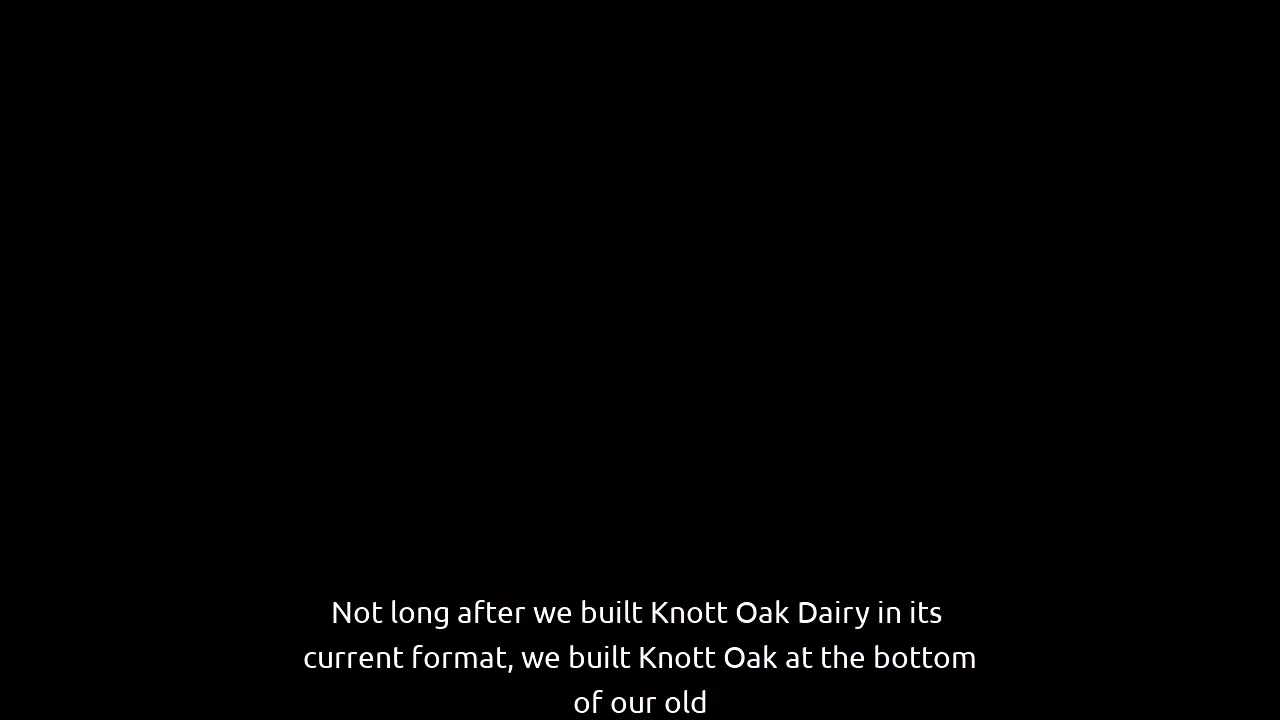 Not long after we built Knott Oak Dairy in its
current format, we built Knott Oak at the bottom
of our old